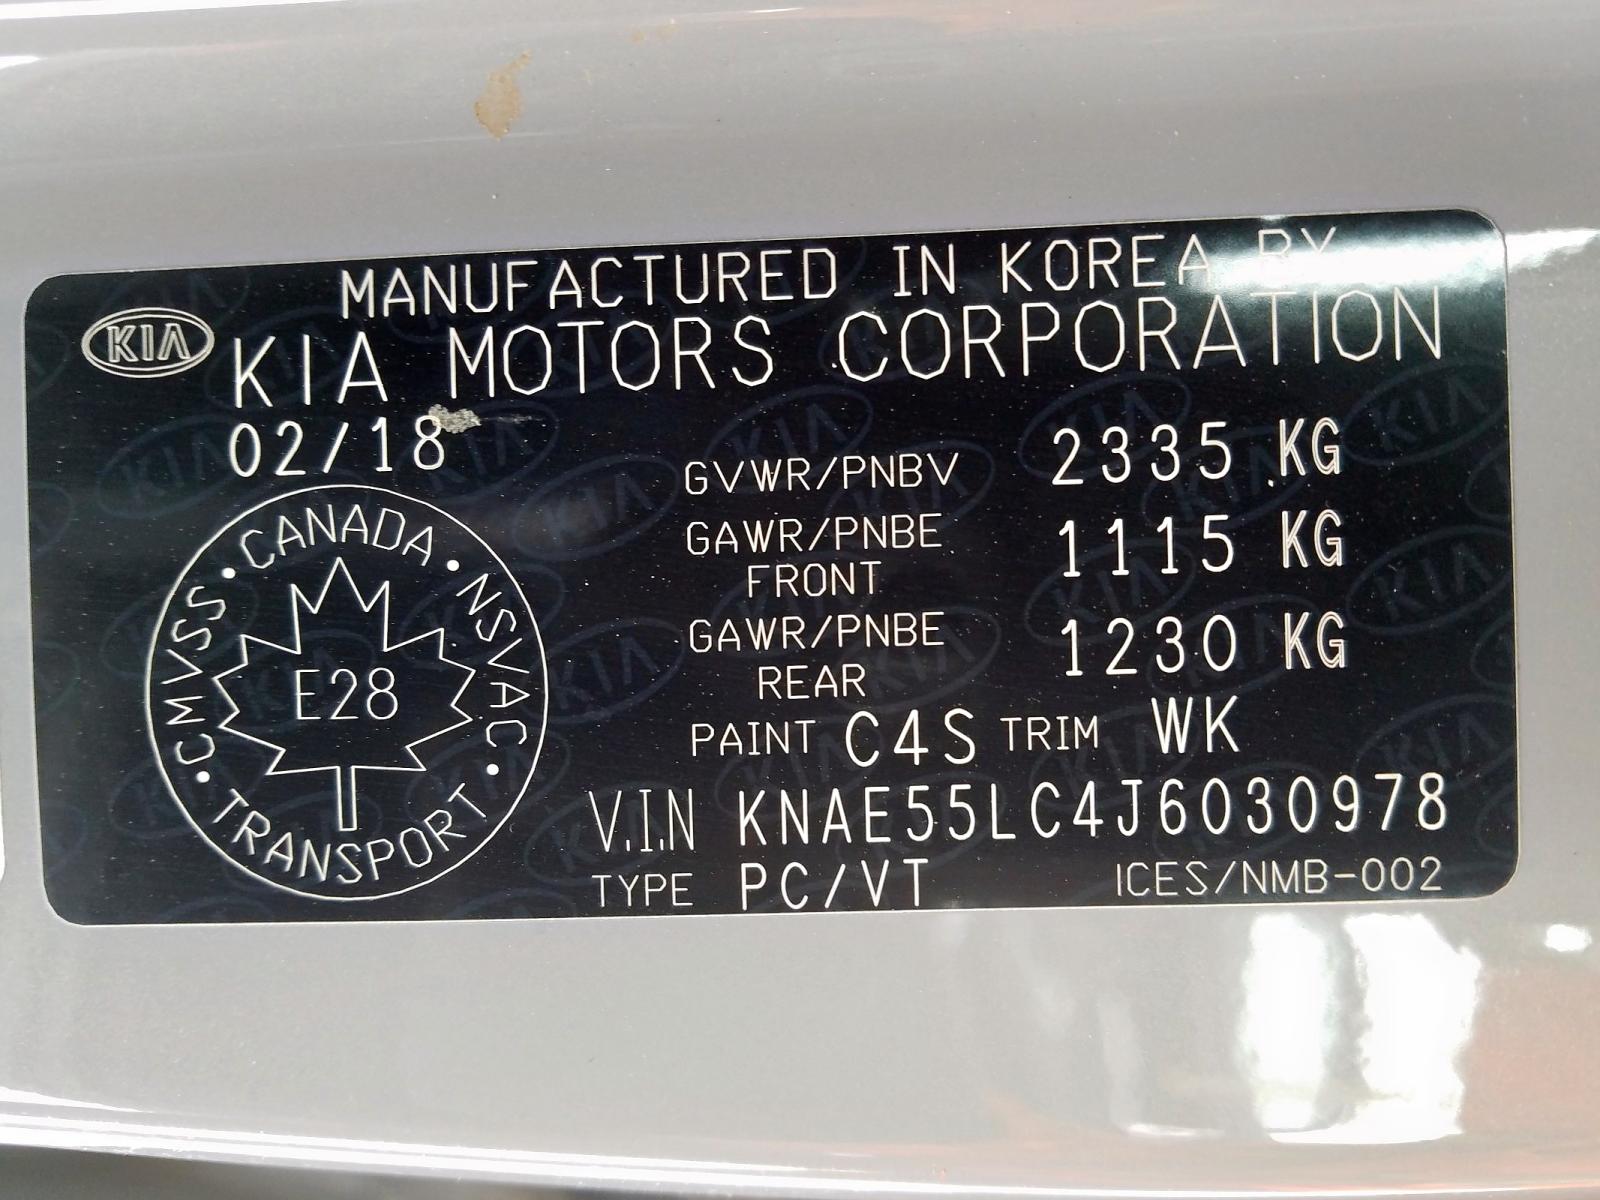 MANUFACTURED IN KOREA BY
KIA
KIA MOTORS CORPORATION
02/18
GVWR/PNBV 2335 KG
GAWR/PNBE FRONT 1115 KG
GAWR/PNBE REAR 1230 KG
PAINT C4S TRIM WK
V.I.N KNAE55LC4J6030978
TYPE PC/VT
ICES/NMB-002
CMVSS · CANADA · NSVAC · TRANSPORT ·
E28